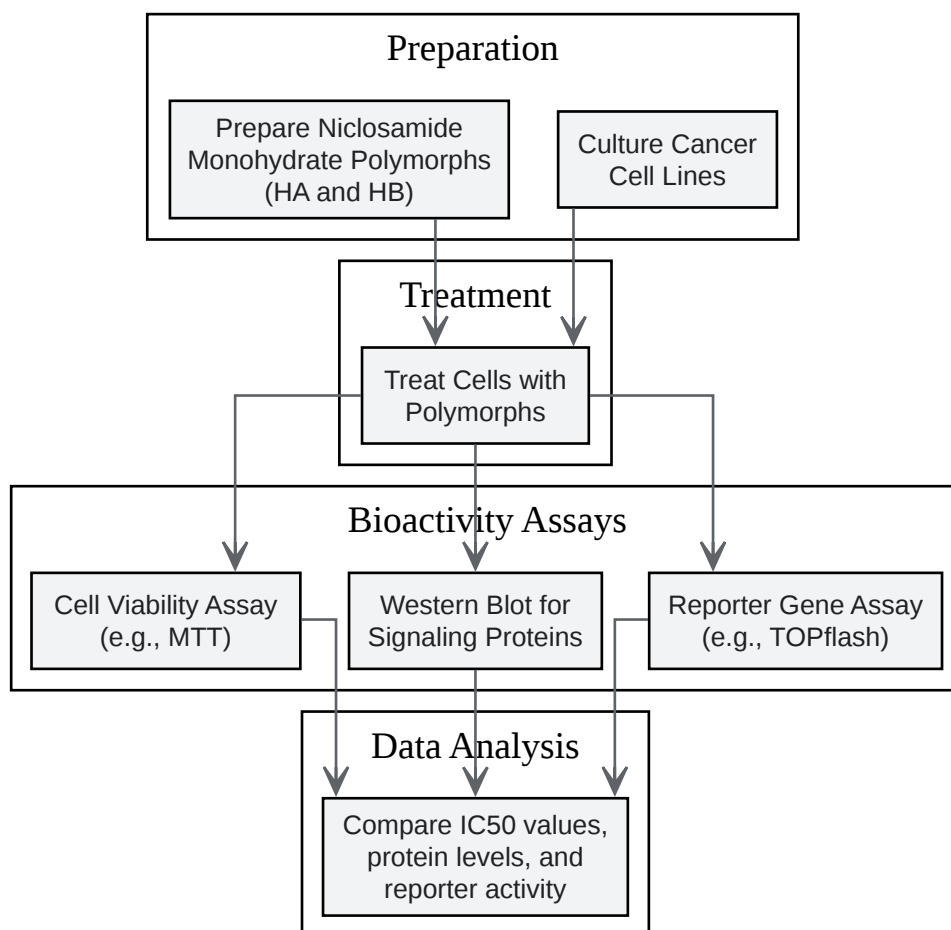 Preparation
Prepare Niclosamide
Monohydrate Polymorphs
(HA and HB)
Culture Cancer
Cell Lines
Treatment
Treat Cells with
Polymorphs
Bioactivity Assays
Cell Viability Assay
(e.g., MTT)
Western Blot for
Signaling Proteins
Reporter Gene Assay
(e.g., TOPflash)
Data Analysis
Compare IC50 values,
protein levels, and
reporter activity